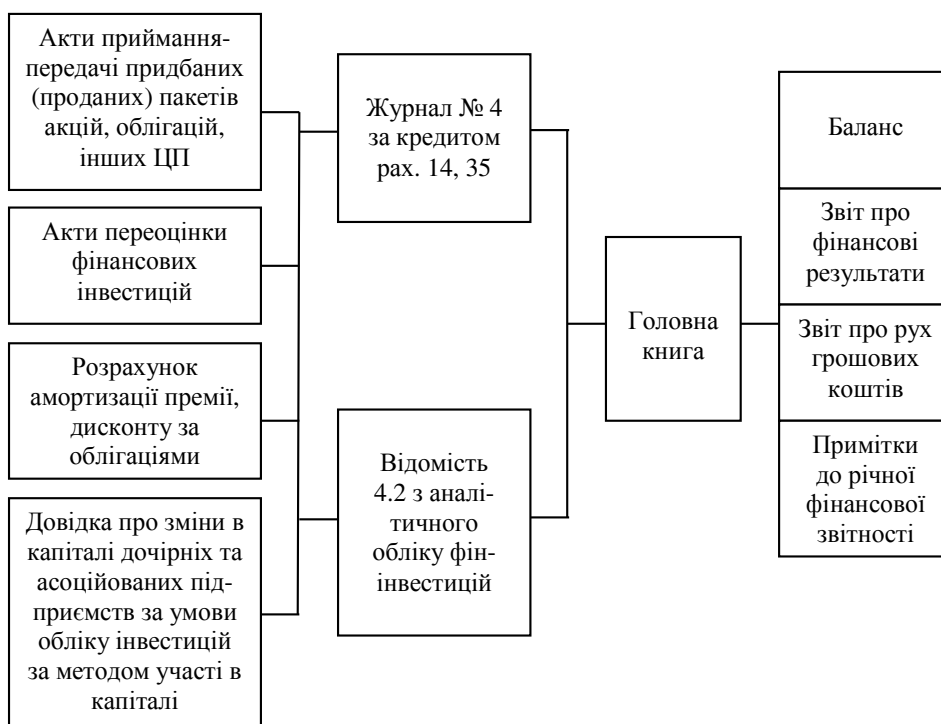 Акти приймання-
передачі придбаних
(проданих) пакетів
акцій, облігацій,
інших ЦП
Акти переоцінки
фінансових
інвестицій
Розрахунок
амортизації премії,
дисконту за
облігаціями
Довідка про зміни в
капіталі дочірніх та
асоційованих під-
приємств за умови
обліку інвестицій
за методом участі в
капіталі
Журнал № 4
за кредитом
рах. 14, 35
Відомість
4.2 з аналі-
тичного
обліку фін-
інвестицій
Головна
книга
Баланс
Звіт про
фінансові
результати
Звіт про рух
грошових
коштів
Примітки
до річної
фінансової
звітності